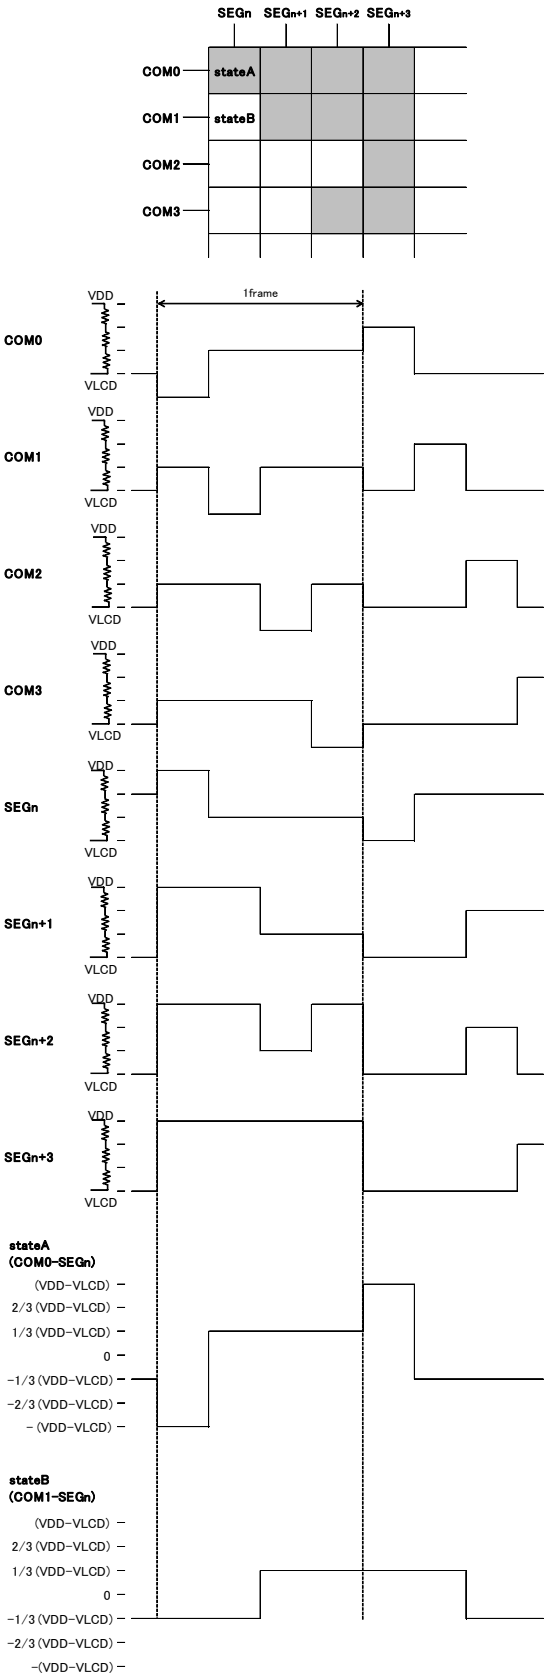 SEGn SEGn+1 SEGn+2 SEGn+3
COM0 stateA
COM1 stateB
COM2
COM3
VDD 1frame
COM0
VLCD
VDD
COM1
VLCD
VDD
COM2
VLCD
VDD
COM3
VLCD
VDD
SEGn
VLCD
VDD
SEGn+1
VLCD
VDD
SEGn+2
VLCD
VDD
SEGn+3
VLCD
stateA
(COM0-SEGn)
(VDD-VLCD)
2/3(VDD-VLCD)
1/3(VDD-VLCD)
0
-1/3(VDD-VLCD)
-2/3(VDD-VLCD)
-(VDD-VLCD)
stateB
(COM1-SEGn)
(VDD-VLCD)
2/3(VDD-VLCD)
1/3(VDD-VLCD)
0
-1/3(VDD-VLCD)
-2/3(VDD-VLCD)
-(VDD-VLCD)